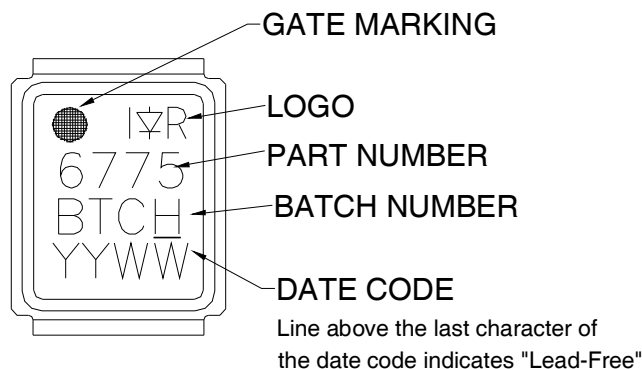 GATE MARKING
LOGO
I R
6775
PART NUMBER
BTCH
BATCH NUMBER
YYWW
DATE CODE
Line above the last character of
the date code indicates "Lead-Free"